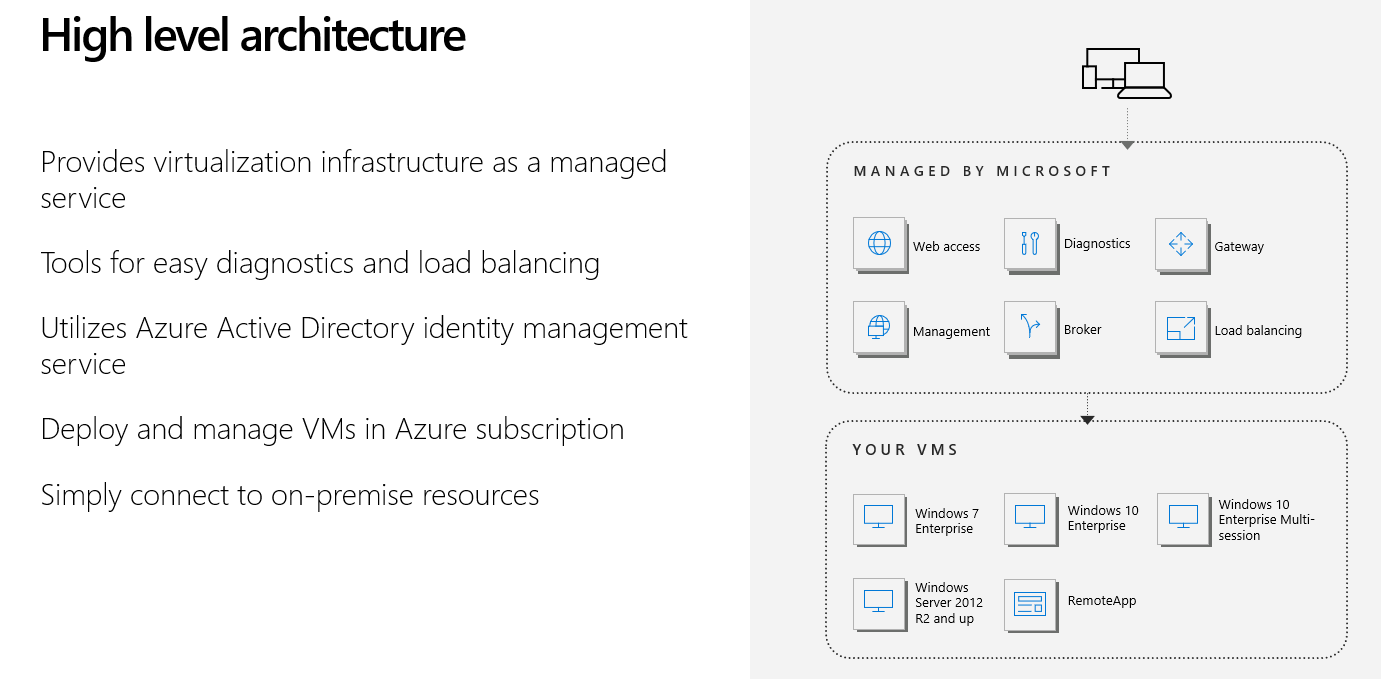 High level architecture
Provides virtualization infrastructure as a managed
service
Tools for easy diagnostics and load balancing
Utilizes Azure Active Directory identity management
service
Deploy and manage VMs in Azure subscription
Simply connect to on-premise resources
MANAGED BY MICROSOFT
Web access
Diagnostics
Gateway
Management
Broker
Load balancing
YOUR VMS
Windows 7
Enterprise
Windows 10
Enterprise
Windows 10
Enterprise Multi-
session
Windows
Server 2012
R2 and up
RemoteApp